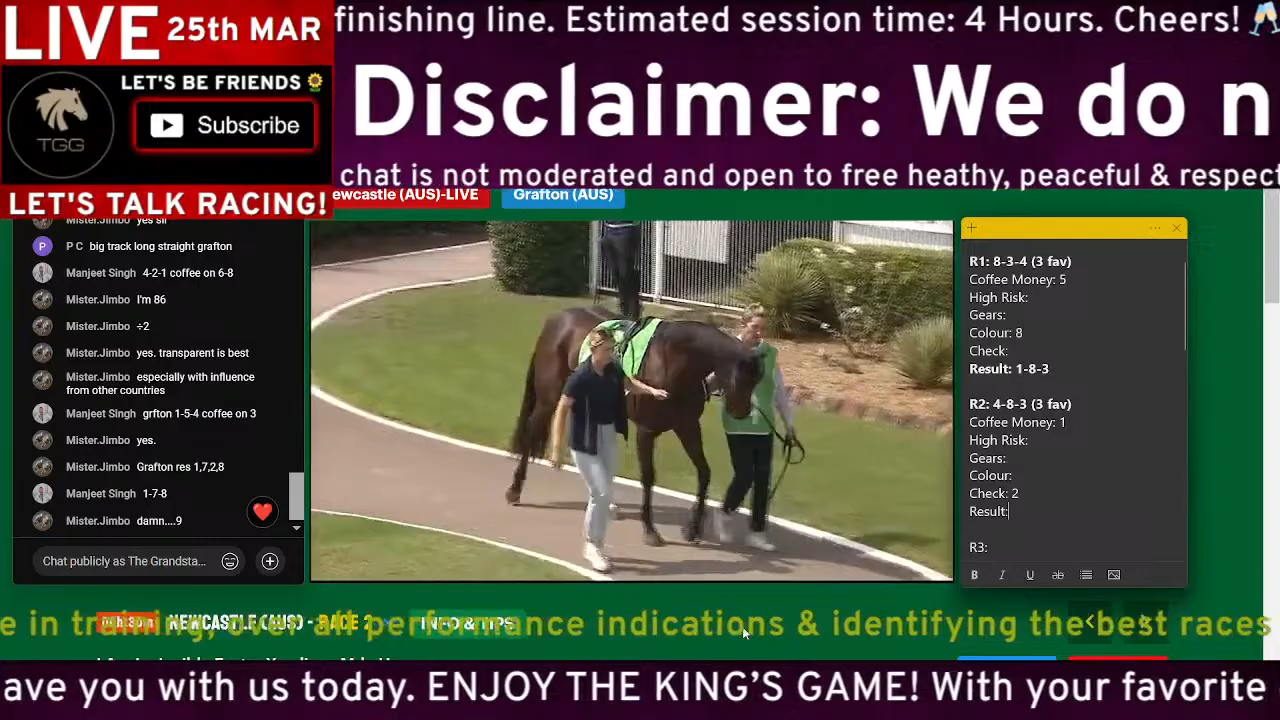 LIVE 25th MAR
finishing line. Estimated session time: 4 Hours. Cheers!
LET'S BE FRIENDS
Disclaimer: We do n
TGG
Subscribe
chat is not moderated and open to free heathy, peaceful & respect
LET'S TALK RACING!
ewcastle (AUS)-LIVE
Grafton (AUS)
Mister.Jimbo yes sir
P C big track long straight grafton
Manjeet Singh 4-2-1 coffee on 6-8
Mister.Jimbo I'm 86
Mister.Jimbo ÷2
Mister.Jimbo yes. transparent is best
Mister.Jimbo especially with influence
from other countries
Manjeet Singh grfton 1-5-4 coffee on 3
Mister.Jimbo yes.
Mister.Jimbo Grafton res 1,7,2,8
Manjeet Singh 1-7-8
Mister.Jimbo damn....9
Chat publicly as The Grandsta...
R1: 8-3-4 (3 fav)
Coffee Money: 5
High Risk:
Gears:
Colour: 8
Check:
Result: 1-8-3
R2: 4-8-3 (3 fav)
Coffee Money: 1
High Risk:
Gears:
Colour:
Check: 2
Result:
R3:
B I U ab
NEWCASTLE (AUS) - RACE 2
INFO & TIPS
e in training, over all performance indications & identifying the best races
ave you with us today. ENJOY THE KING'S GAME! With your favorite